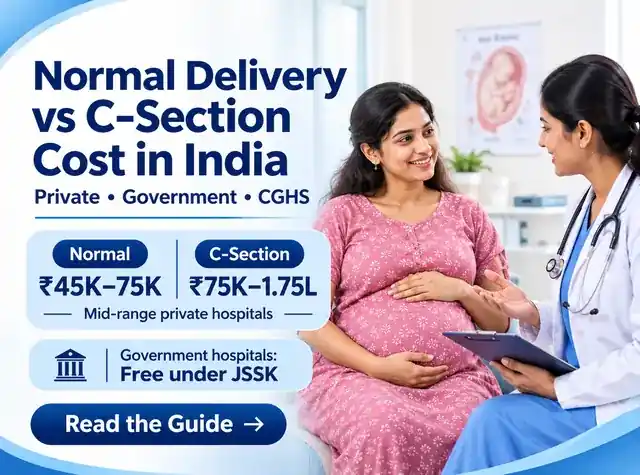 Normal Delivery
vs C-Section
Cost in India
Private • Government • CGHS
Normal
C-Section
₹45K–75K
₹75K–1.75L
Mid-range private hospitals
Government hospitals:
Free under JSSK
Read the Guide →